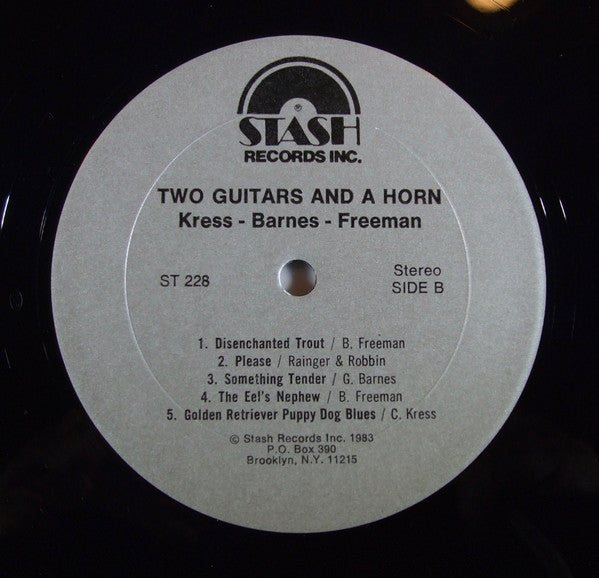 ®
STASH
RECORDS INC.
TWO GUITARS AND A HORN
Kress - Barnes - Freeman
ST 228
Stereo
SIDE B
1. Disenchanted Trout / B. Freeman
2. Please / Rainger & Robbin
3. Something Tender / G. Barnes
4. The Eel's Nephew / B. Freeman
5. Golden Retriever Puppy Dog Blues / C. Kress
© Stash Records Inc. 1983
P.O. Box 390
Brooklyn, N.Y. 11215